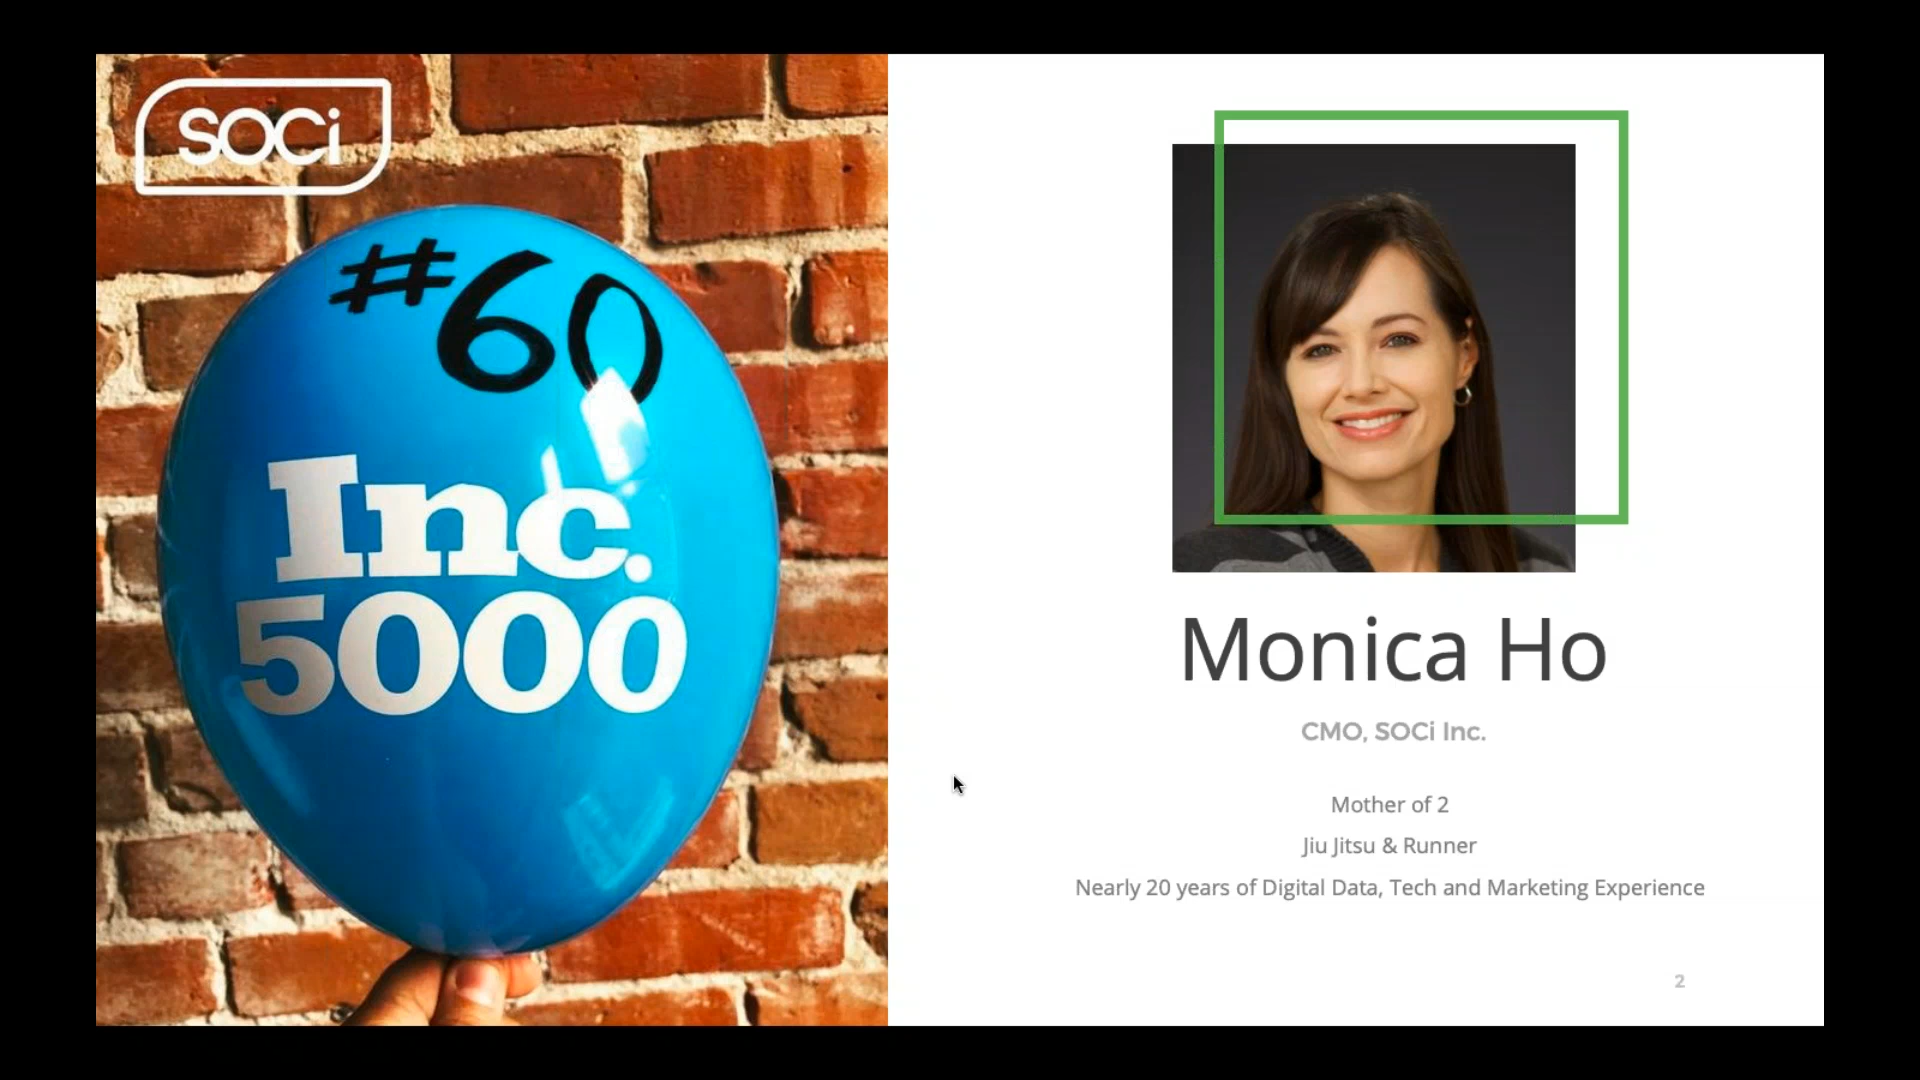 SOCi
#60
Inc.
5000
Monica Ho
CMO, SOCi Inc.
Mother of 2
Jiu Jitsu & Runner
Nearly 20 years of Digital Data, Tech and Marketing Experience
2